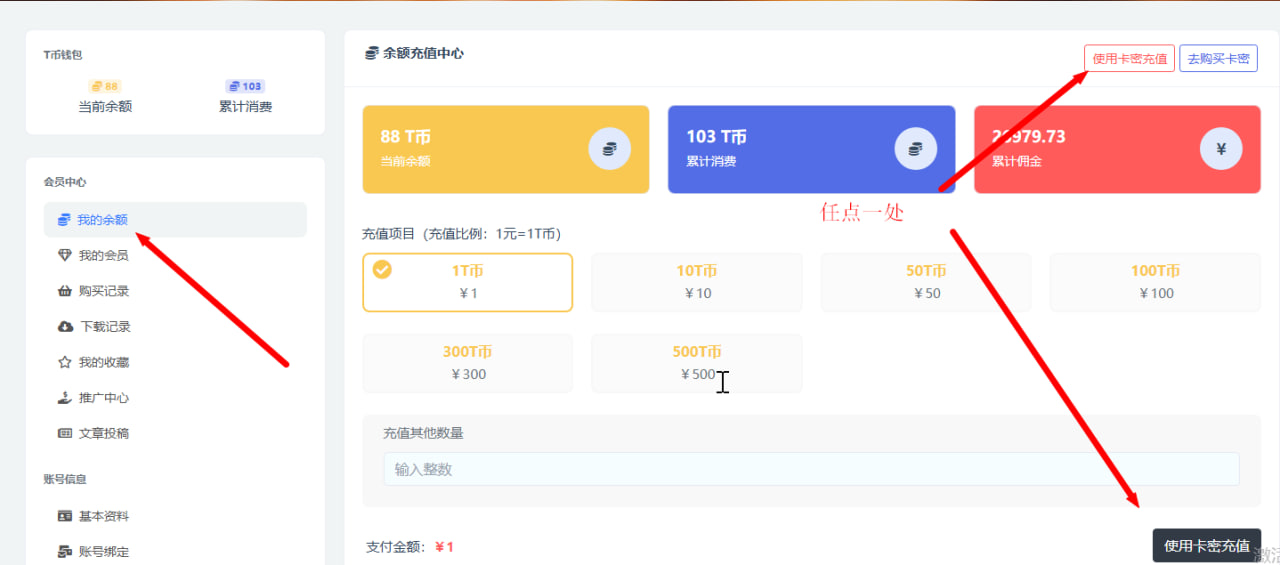 T币钱包
88
103
当前余额
累计消费
会员中心
我的余额
我的会员
购买记录
下载记录
我的收藏
推广中心
文章投稿
账号信息
基本资料
账号绑定
余额充值中心
使用卡密充值
去购买卡密
88 T币
当前余额
103 T币
累计消费
累计佣金
¥
任点一处
充值项目（充值比例：1元=1T币）
1T币
¥1
10T币
¥10
50T币
¥50
100T币
¥100
300T币
¥300
500T币
¥500
充值其他数量
输入整数
支付金额：¥1
使用卡密充值
激活